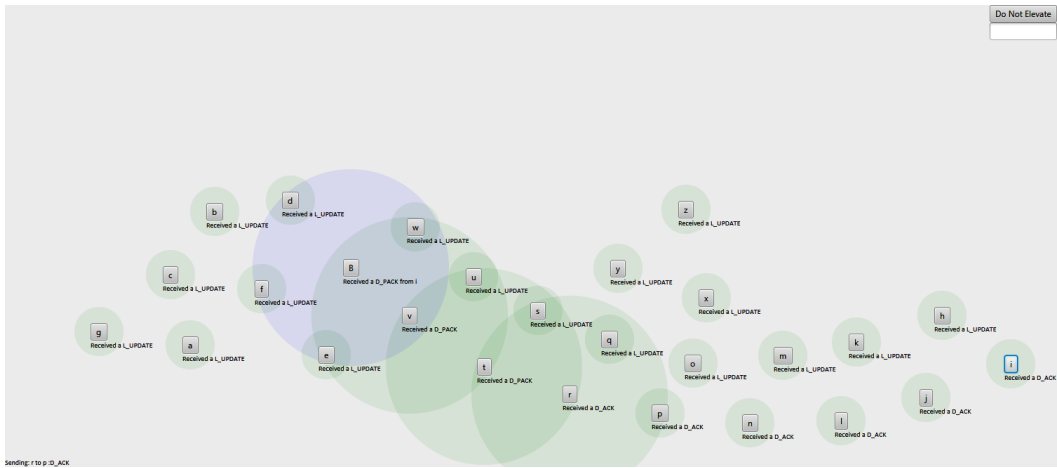 Do Not Elevate
d
Received a L_UPDATE
b
Received a L_UPDATE
z
Received a L_UPDATE
w
Received a L_UPDATE
B
Received a D_PACK from i
c
Received a L_UPDATE
f
Received a L_UPDATE
u
Received a L_UPDATE
y
Received a L_UPDATE
x
Received a L_UPDATE
v
Received a D_PACK
s
Received a L_UPDATE
h
Received a L_UPDATE
g
Received a L_UPDATE
a
Received a L_UPDATE
e
Received a L_UPDATE
q
Received a L_UPDATE
k
Received a L_UPDATE
m
Received a L_UPDATE
o
Received a L_UPDATE
i
Received a D_ACK
t
Received a D_PACK
r
Received a D_ACK
j
Received a D_ACK
p
Received a D_ACK
n
Received a D_ACK
l
Received a D_ACK
Sending: r to p :D_ACK